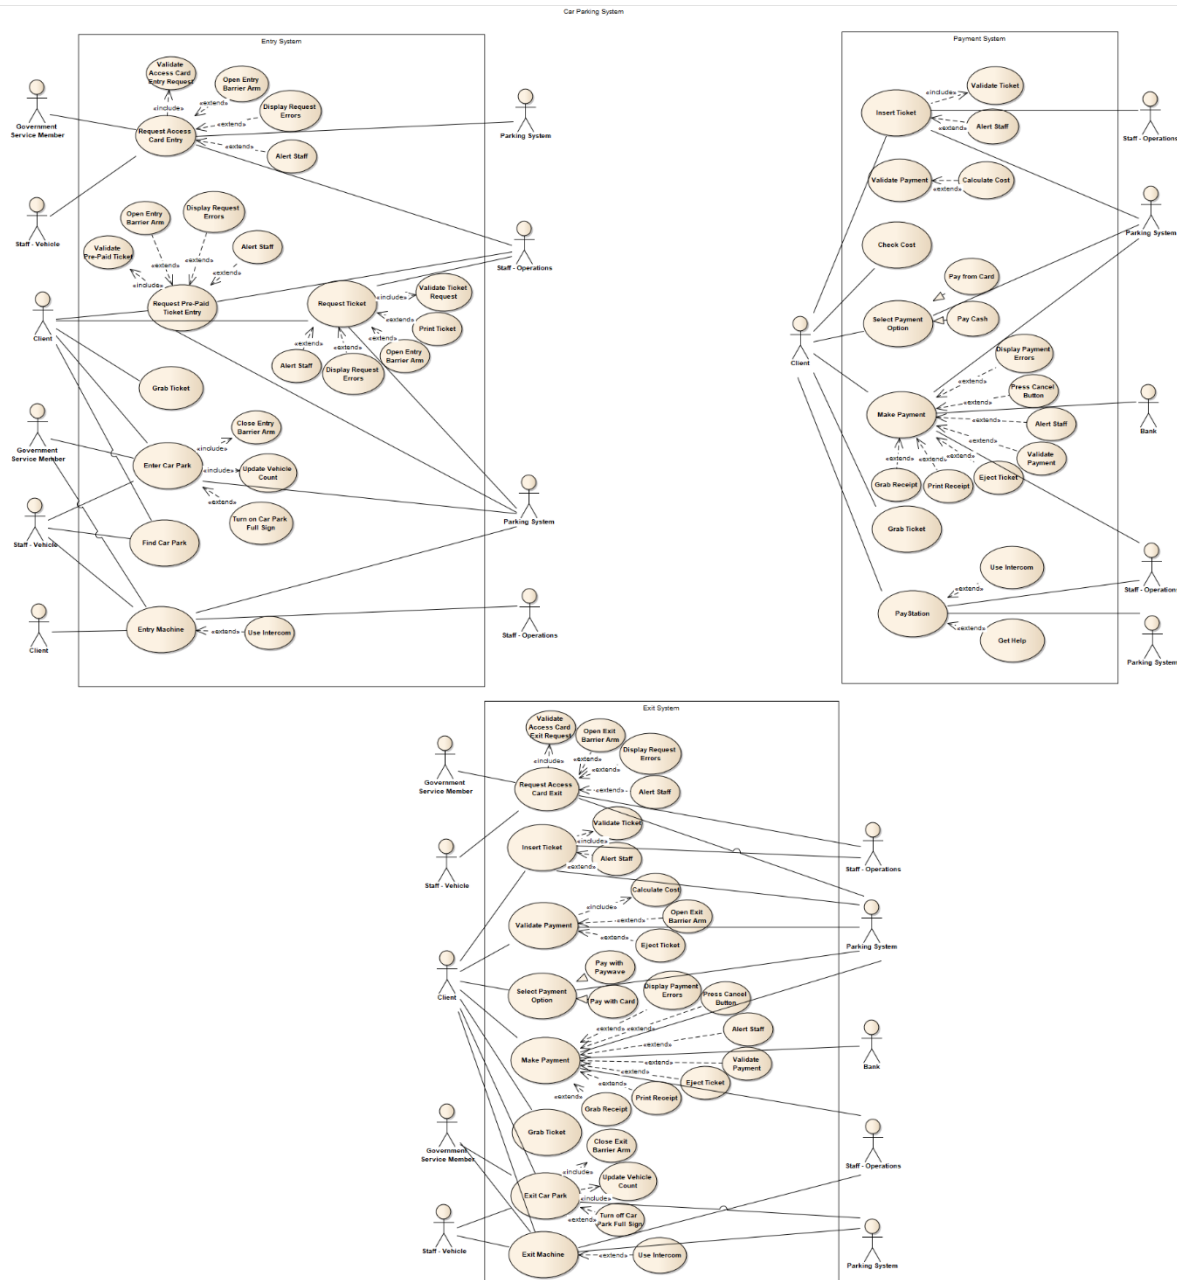 Car Parking System
Entry System
Validate
Access Card
Entry Request
Open Entry
Barrier Arm
«extend»
«include»
Display Request
Errors
«extend»
Request Access
Card Entry
«extend»
Alert Staff
Government
Service Member
Parking System
Staff - Vehicle
Open Entry
Barrier Arm
Display Request
Errors
Validate
Pre-Paid Ticket
Alert Staff
«extend»
«extend»
«extend»
«include»
Request Pre-Paid
Ticket Entry
Staff - Operations
Client
Request Ticket
«include»
Validate Ticket
Request
«extend»
Print Ticket
«extend»
«extend»
«extend»
Open Entry
Barrier Arm
Alert Staff
Display Request
Errors
Grab Ticket
Government
Service Member
Close Entry
Barrier Arm
«include»
Enter Car Park
«include»
Update Vehicle
Count
«extend»
Turn on Car Park
Full Sign
Staff - Vehicle
Find Car Park
Parking System
Client
Entry Machine
«extend»
Use Intercom
Staff - Operations
Payment System
Validate Ticket
«include»
Insert Ticket
«extend»
Alert Staff
Staff - Operations
Validate Payment
«extend»
Calculate Cost
Parking System
Check Cost
Pay from Card
Select Payment
Option
Pay Cash
Client
Display Payment
Errors
«extend»
Press Cancel
Button
«extend»
Make Payment
«extend»
Alert Staff
Bank
«extend»
Validate
Payment
«extend»
«extend»
«extend»
Grab Receipt
Print Receipt
Eject Ticket
Grab Ticket
Use Intercom
«extend»
Staff - Operations
PayStation
«extend»
Get Help
Parking System
Exit System
Validate
Access Card
Exit Request
Open Exit
Barrier Arm
Display Request
Errors
«include»
«extend»
«extend»
Request Access
Card Exit
«extend»
Alert Staff
Government
Service Member
Validate Ticket
«include»
Insert Ticket
Alert Staff
«extend»
Staff - Vehicle
Staff - Operations
Calculate Cost
«include»
Open Exit
Barrier Arm
Validate Payment
«extend»
«extend»
Eject Ticket
Parking System
Pay with
Paywave
Client
Select Payment
Option
Pay with Card
Display Payment
Errors
Press Cancel
Button
«extend»
«extend»
Alert Staff
«extend»
Make Payment
«extend»
Validate
Payment
Bank
«extend»
Eject Ticket
«extend»
«extend»
Print Receipt
Grab Receipt
Grab Ticket
Close Exit
Barrier Arm
Government
Service Member
Staff - Operations
«include»
Update Vehicle
Count
Exit Car Park
«include»
«extend»
Turn off Car
Park Full Sign
Staff - Vehicle
Exit Machine
«extend»
Use Intercom
Parking System